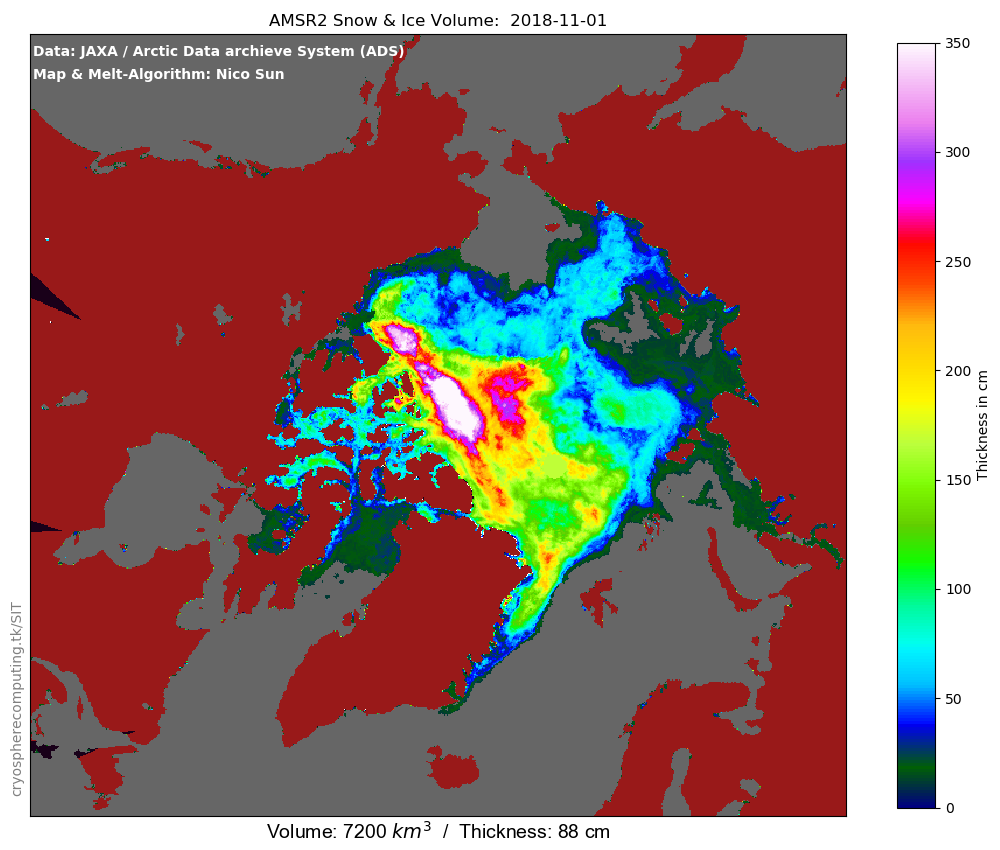 AMSR2 Snow & Ice Volume:  2018-11-01
Data: JAXA / Arctic Data archieve System (ADS)
Map & Melt-Algorithm: Nico Sun
350
300
250
200
150
100
50
0
Thickness in cm
cryospherecomputing.tk/SIT
Volume: 7200 km³  /  Thickness: 88 cm